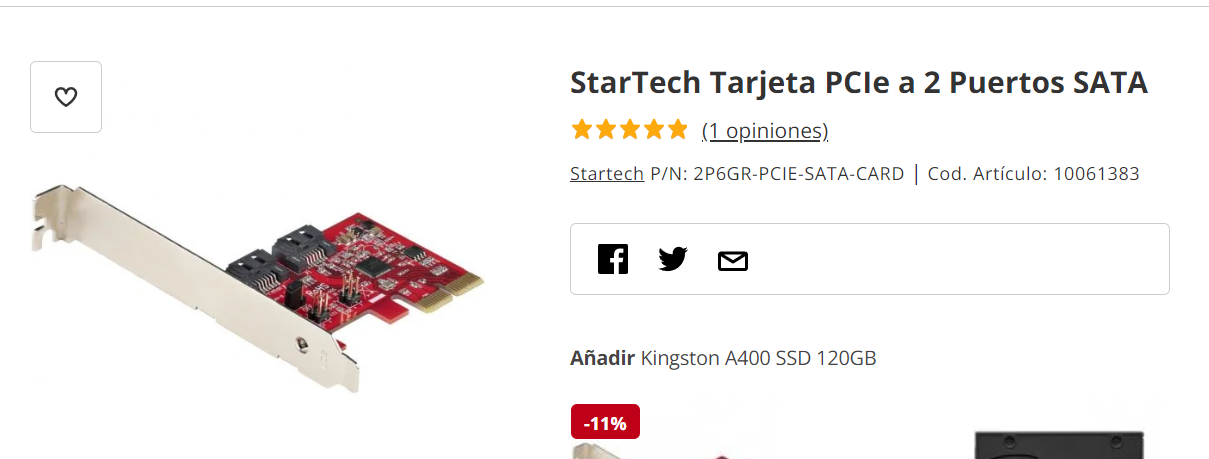 StarTech Tarjeta PCIe a 2 Puertos SATA
(1 opiniones)
Startech P/N: 2P6GR-PCIE-SATA-CARD | Cod. Artículo: 10061383
Añadir Kingston A400 SSD 120GB
-11%